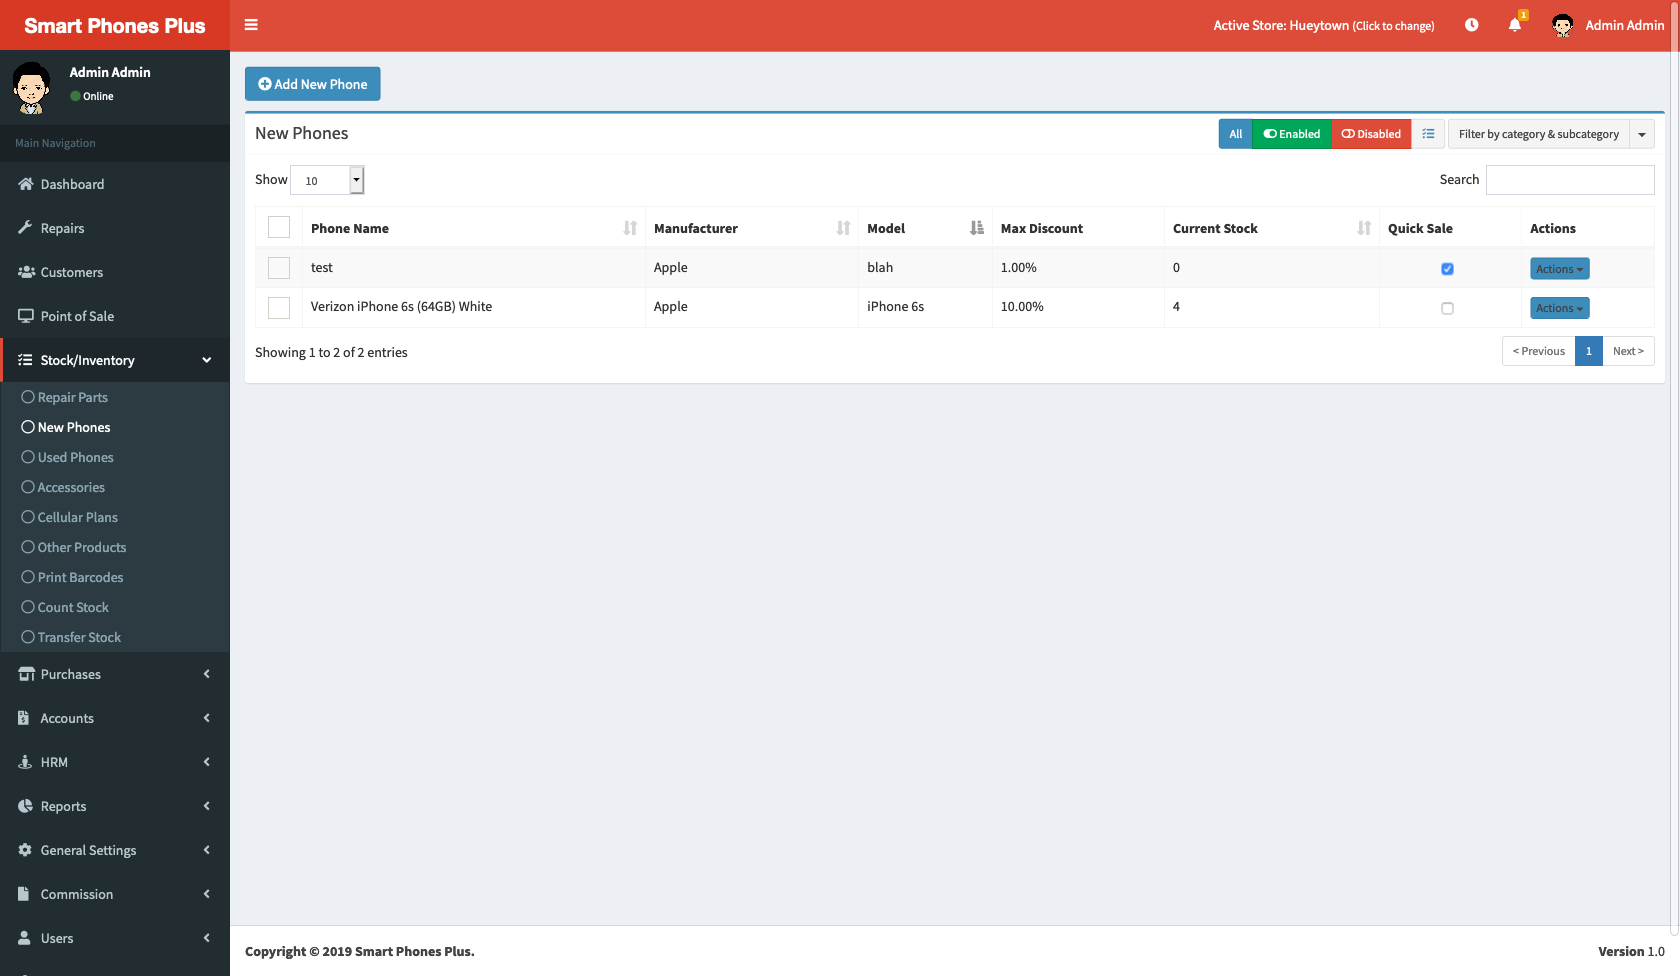 Smart Phones Plus
Active Store: Hueytown (Click to change)
1
Admin Admin
Admin Admin
Online
Main Navigation
Dashboard
Repairs
Customers
Point of Sale
Stock/Inventory
Repair Parts
New Phones
Used Phones
Accessories
Cellular Plans
Other Products
Print Barcodes
Count Stock
Transfer Stock
Purchases
Accounts
HRM
Reports
General Settings
Commission
Users
Add New Phone
New Phones
All Enabled Disabled Filter by category & subcategory
Show 10 Search
Phone Name Manufacturer Model Max Discount Current Stock Quick Sale Actions
test Apple blah 1.00% 0 Actions
Verizon iPhone 6s (64GB) White Apple iPhone 6s 10.00% 4 Actions
Showing 1 to 2 of 2 entries
< Previous 1 Next >
Copyright © 2019 Smart Phones Plus.
Version 1.0